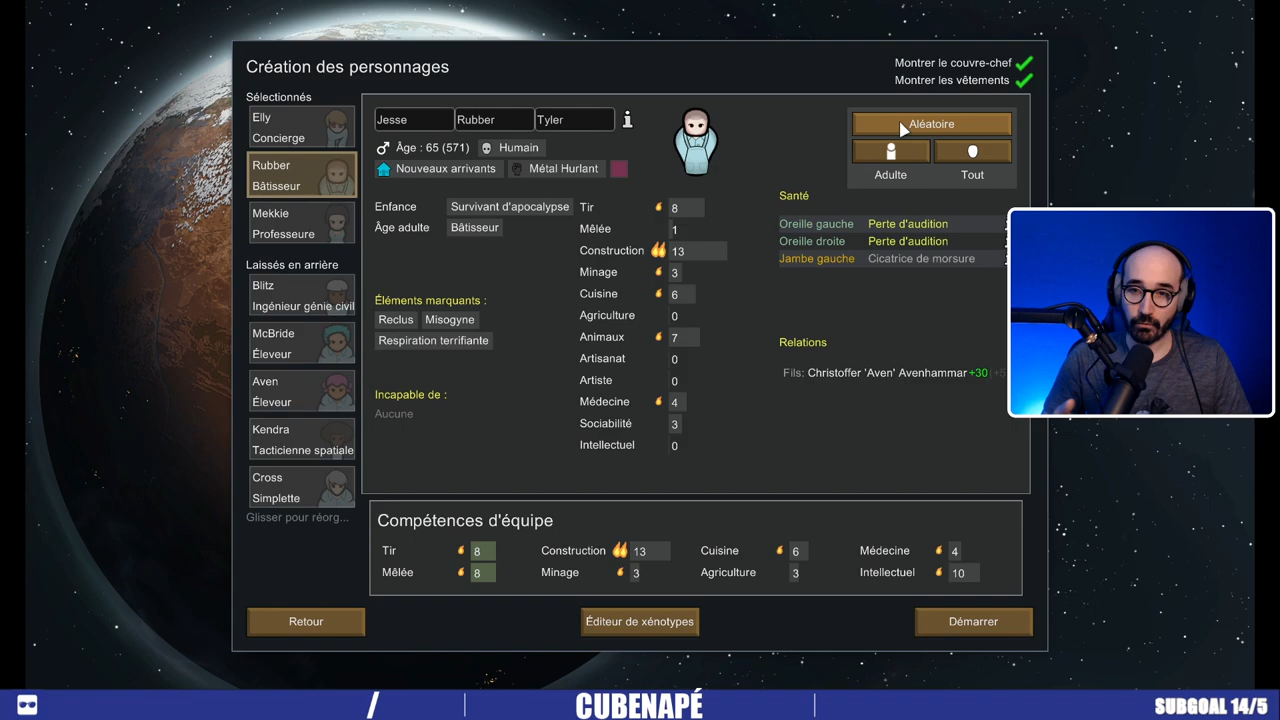 Création des personnages
Montrer le couvre-chef
Montrer les vêtements
Sélectionnés
Elly
Concierge
Rubber
Bâtisseur
Mekkie
Professeure
Laissés en arrière
Blitz
Ingénieur génie civil
McBride
Éleveur
Aven
Éleveur
Kendra
Tacticienne spatiale
Cross
Simplette
Glisser pour réorg...
Jesse Rubber Tyler
Âge : 65 (571) Humain
Nouveaux arrivants Métal Hurlant
Enfance Survivant d'apocalypse
Âge adulte Bâtisseur
Éléments marquants :
Reclus Misogyne
Respiration terrifiante
Incapable de :
Aucune
Tir 8
Mêlée 1
Construction 13
Minage 3
Cuisine 6
Agriculture 0
Animaux 7
Artisanat 0
Artiste 0
Médecine 4
Sociabilité 3
Intellectuel 0
Aléatoire
Adulte Tout
Santé
Oreille gauche Perte d'audition
Oreille droite Perte d'audition
Jambe gauche Cicatrice de morsure
Relations
Fils: Christoffer 'Aven' Avenhammar +30
Compétences d'équipe
Tir 8 Construction 13 Cuisine 6 Médecine 4
Mêlée 8 Minage 3 Agriculture 3 Intellectuel 10
Retour Éditeur de xénotypes Démarrer
/ CUBENAPÉ SUBGOAL 14/5